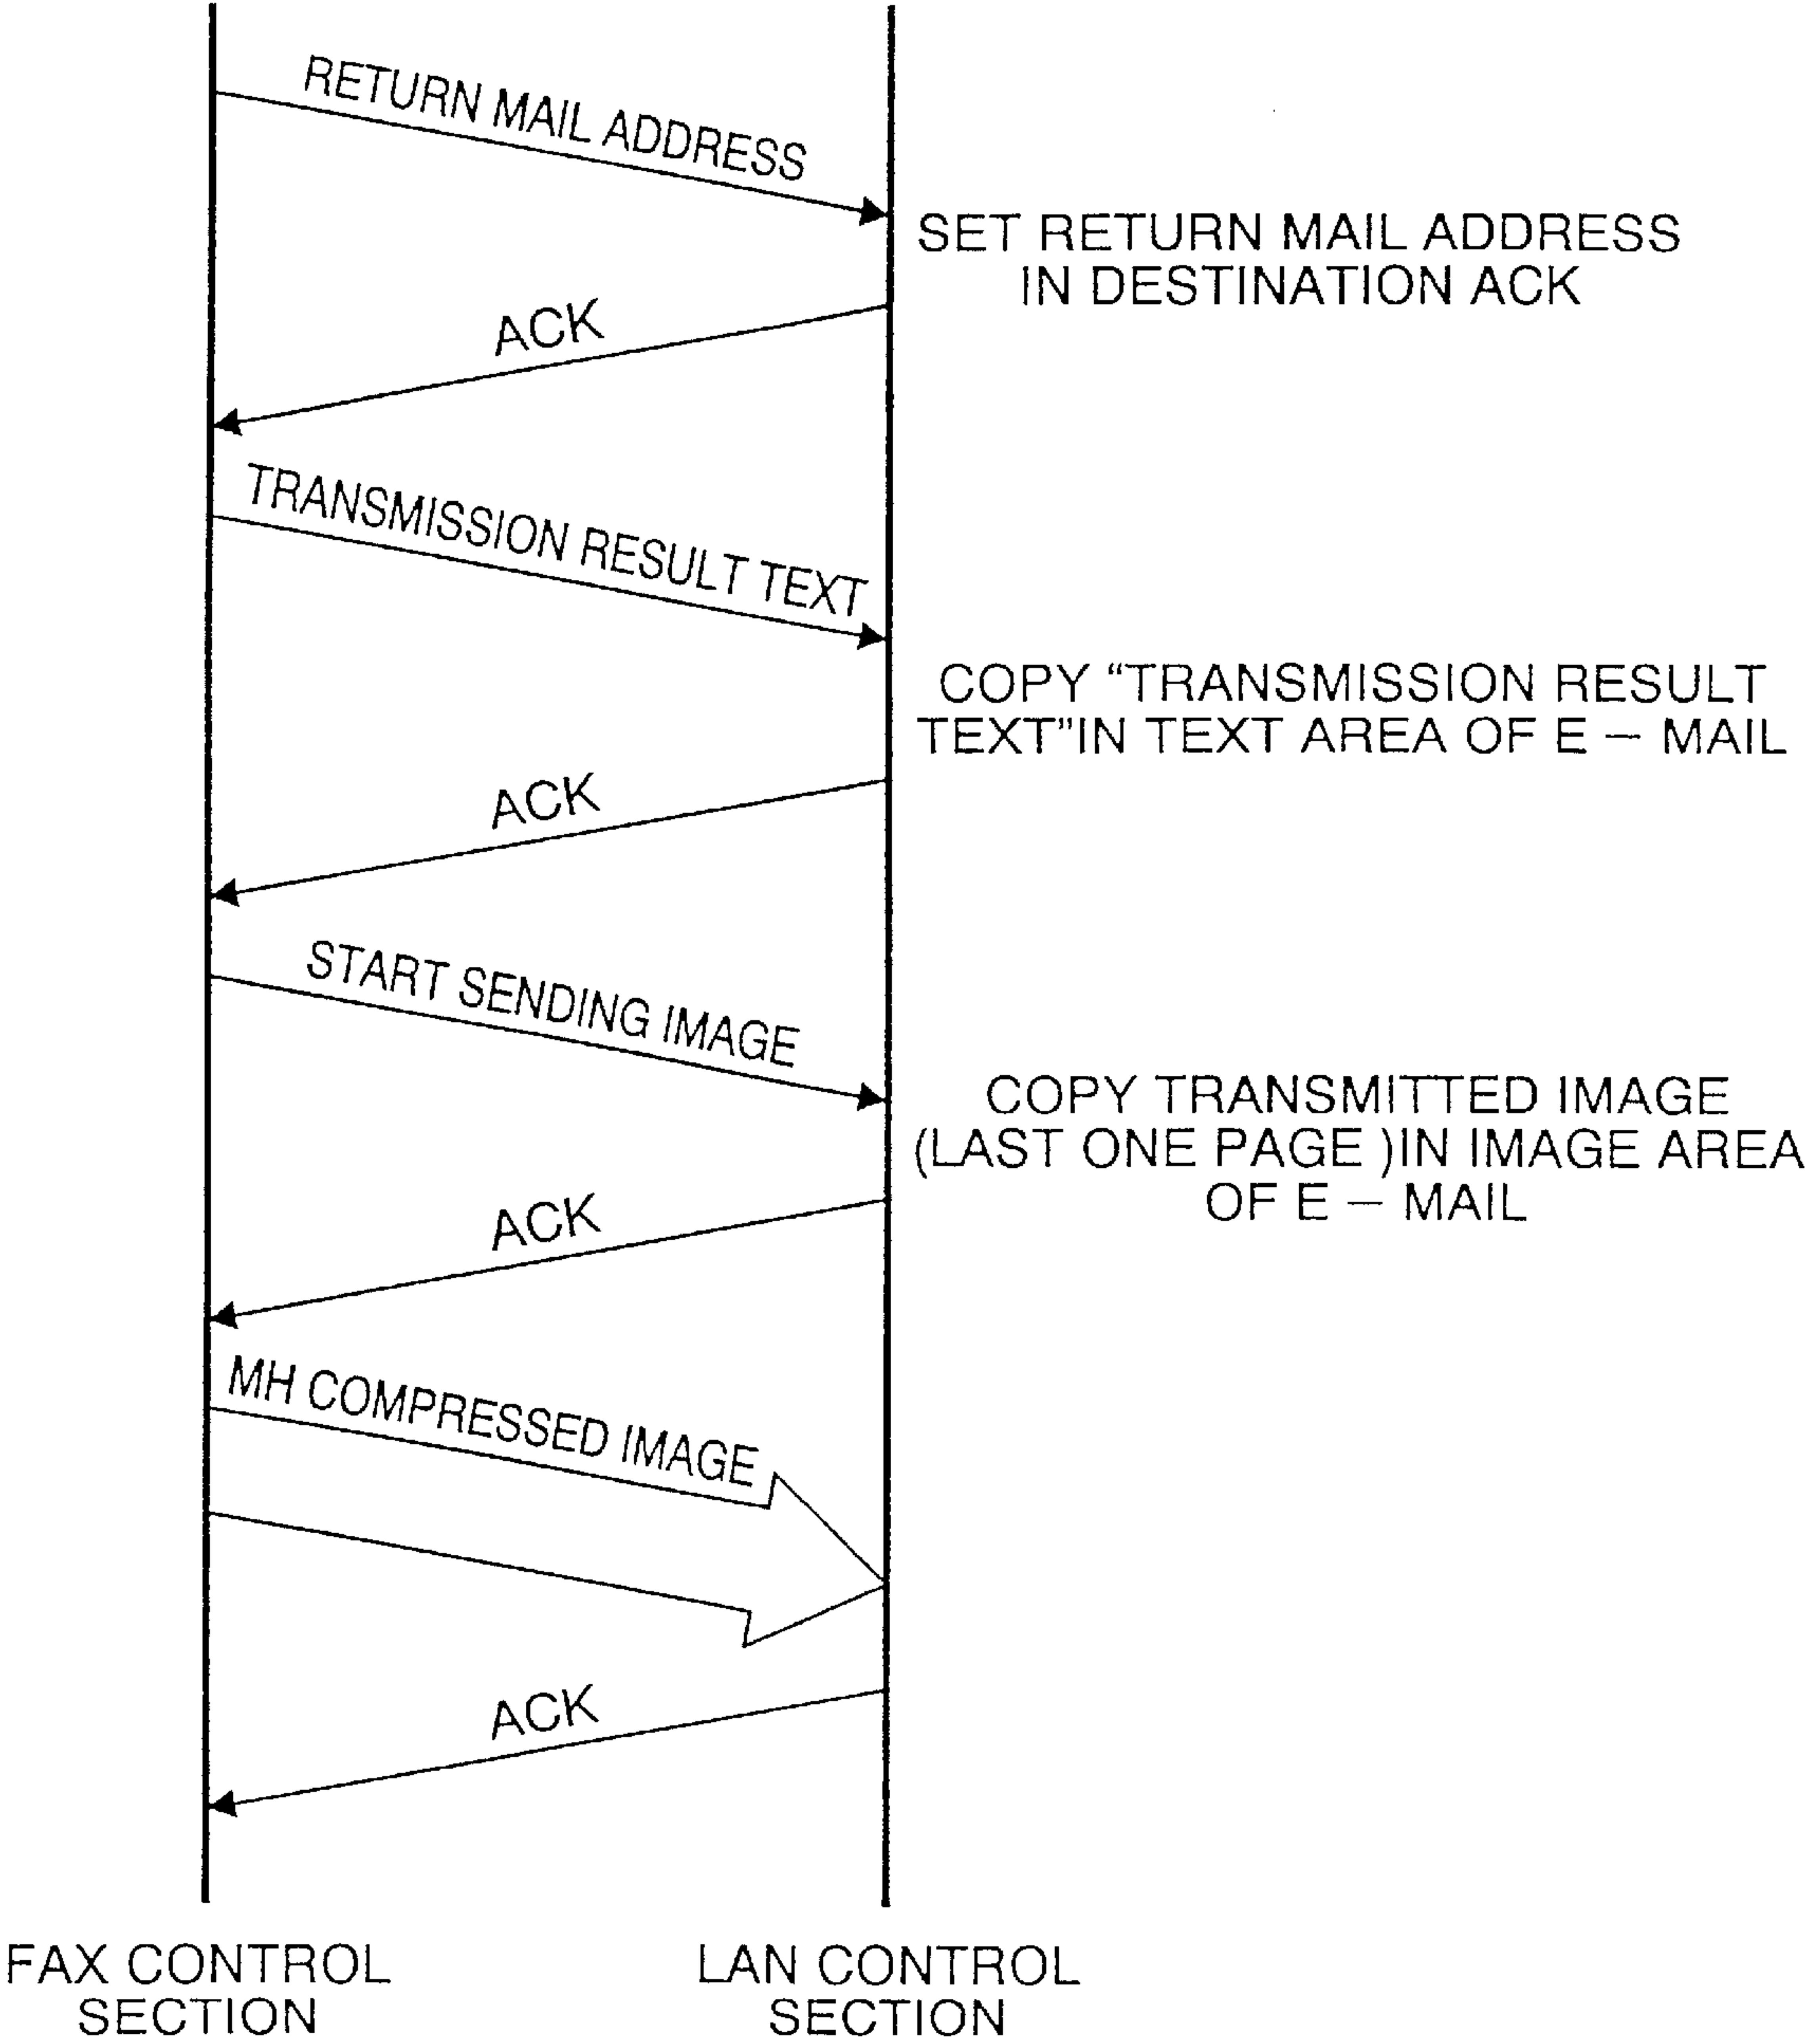 RETURN MAIL ADDRESS
SET RETURN MAIL ADDRESS
IN DESTINATION ACK
ACK
TRANSMISSION RESULT TEXT
COPY “TRANSMISSION RESULT
TEXT”IN TEXT AREA OF E — MAIL
ACK
START SENDING IMAGE
COPY TRANSMITTED IMAGE
(LAST ONE PAGE )IN IMAGE AREA
OF E — MAIL
ACK
MH COMPRESSED IMAGE
ACK
FAX CONTROL
SECTION
LAN CONTROL
SECTION